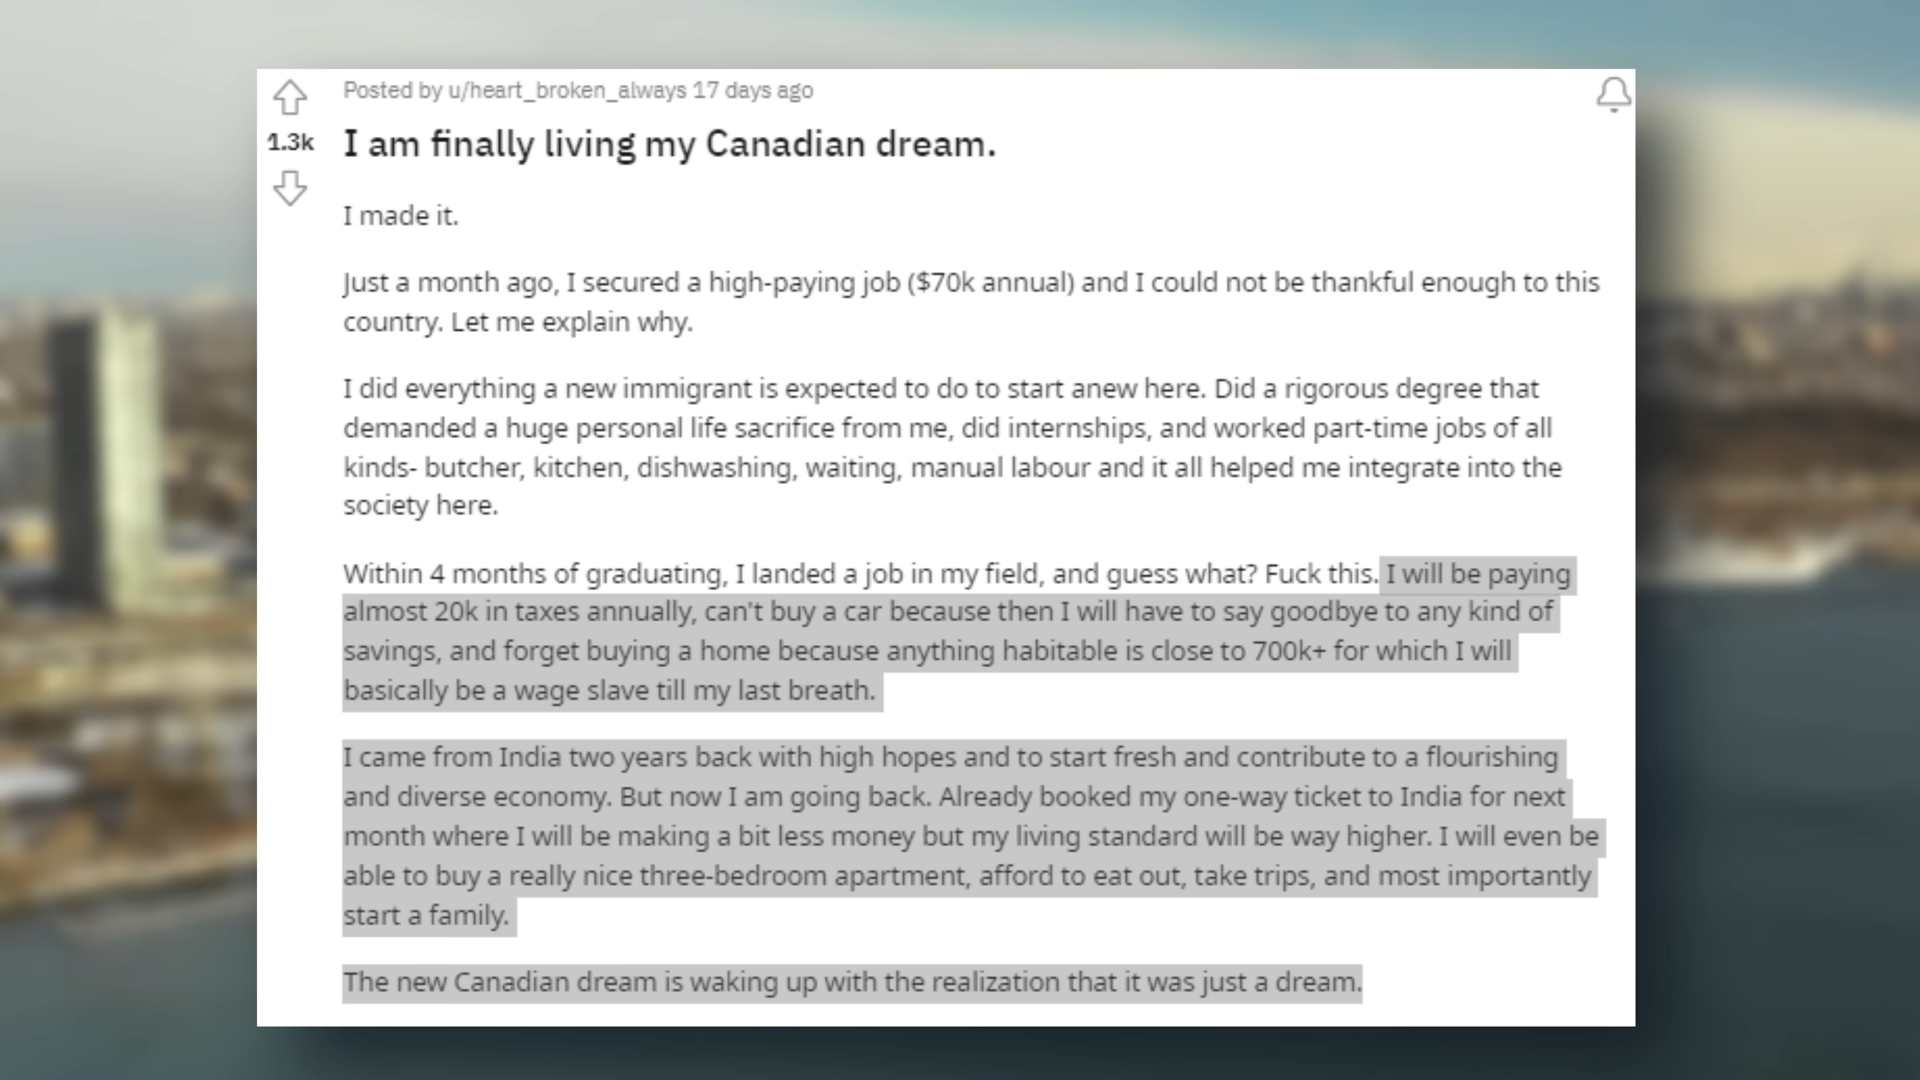 Posted by u/heart_broken_always 17 days ago
1.3k
I am finally living my Canadian dream.
I made it.
Just a month ago, I secured a high-paying job ($70k annual) and I could not be thankful enough to this
country. Let me explain why.
I did everything a new immigrant is expected to do to start anew here. Did a rigorous degree that
demanded a huge personal life sacrifice from me, did internships, and worked part-time jobs of all
kinds- butcher, kitchen, dishwashing, waiting, manual labour and it all helped me integrate into the
society here.
Within 4 months of graduating, I landed a job in my field, and guess what? Fuck this. I will be paying
almost 20k in taxes annually, can't buy a car because then I will have to say goodbye to any kind of
savings, and forget buying a home because anything habitable is close to 700k+ for which I will
basically be a wage slave till my last breath.
I came from India two years back with high hopes and to start fresh and contribute to a flourishing
and diverse economy. But now I am going back. Already booked my one-way ticket to India for next
month where I will be making a bit less money but my living standard will be way higher. I will even be
able to buy a really nice three-bedroom apartment, afford to eat out, take trips, and most importantly
start a family.
The new Canadian dream is waking up with the realization that it was just a dream.